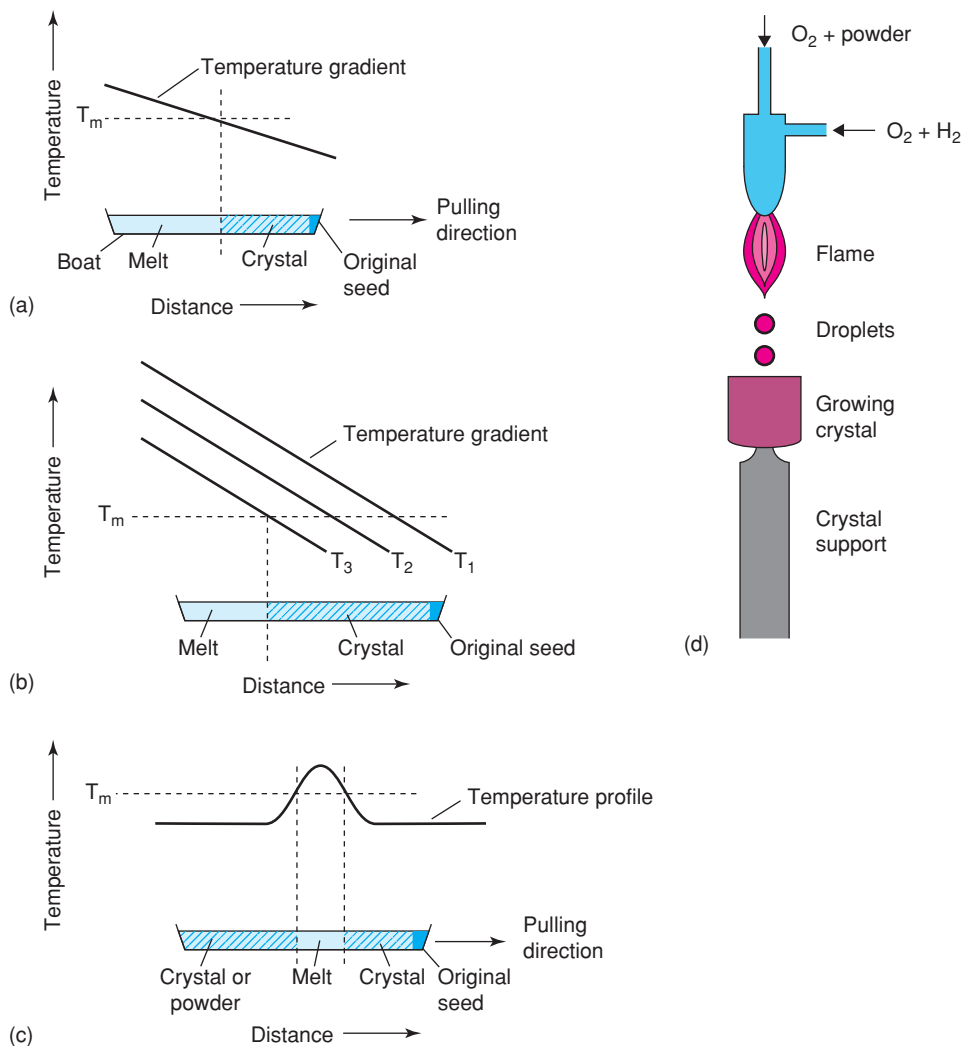 Temperature
Temperature gradient
Tm
Boat
Melt
Crystal
Original
seed
Pulling
direction
(a)
Distance
Temperature
Temperature gradient
Tm
T3
T2
T1
Melt
Crystal
Original seed
(b)
Distance
Temperature
Tm
Temperature profile
Pulling
direction
Crystal or
powder
Melt
Crystal
Original
seed
(c)
Distance
O2 + powder
O2 + H2
Flame
Droplets
Growing
crystal
Crystal
support
(d)